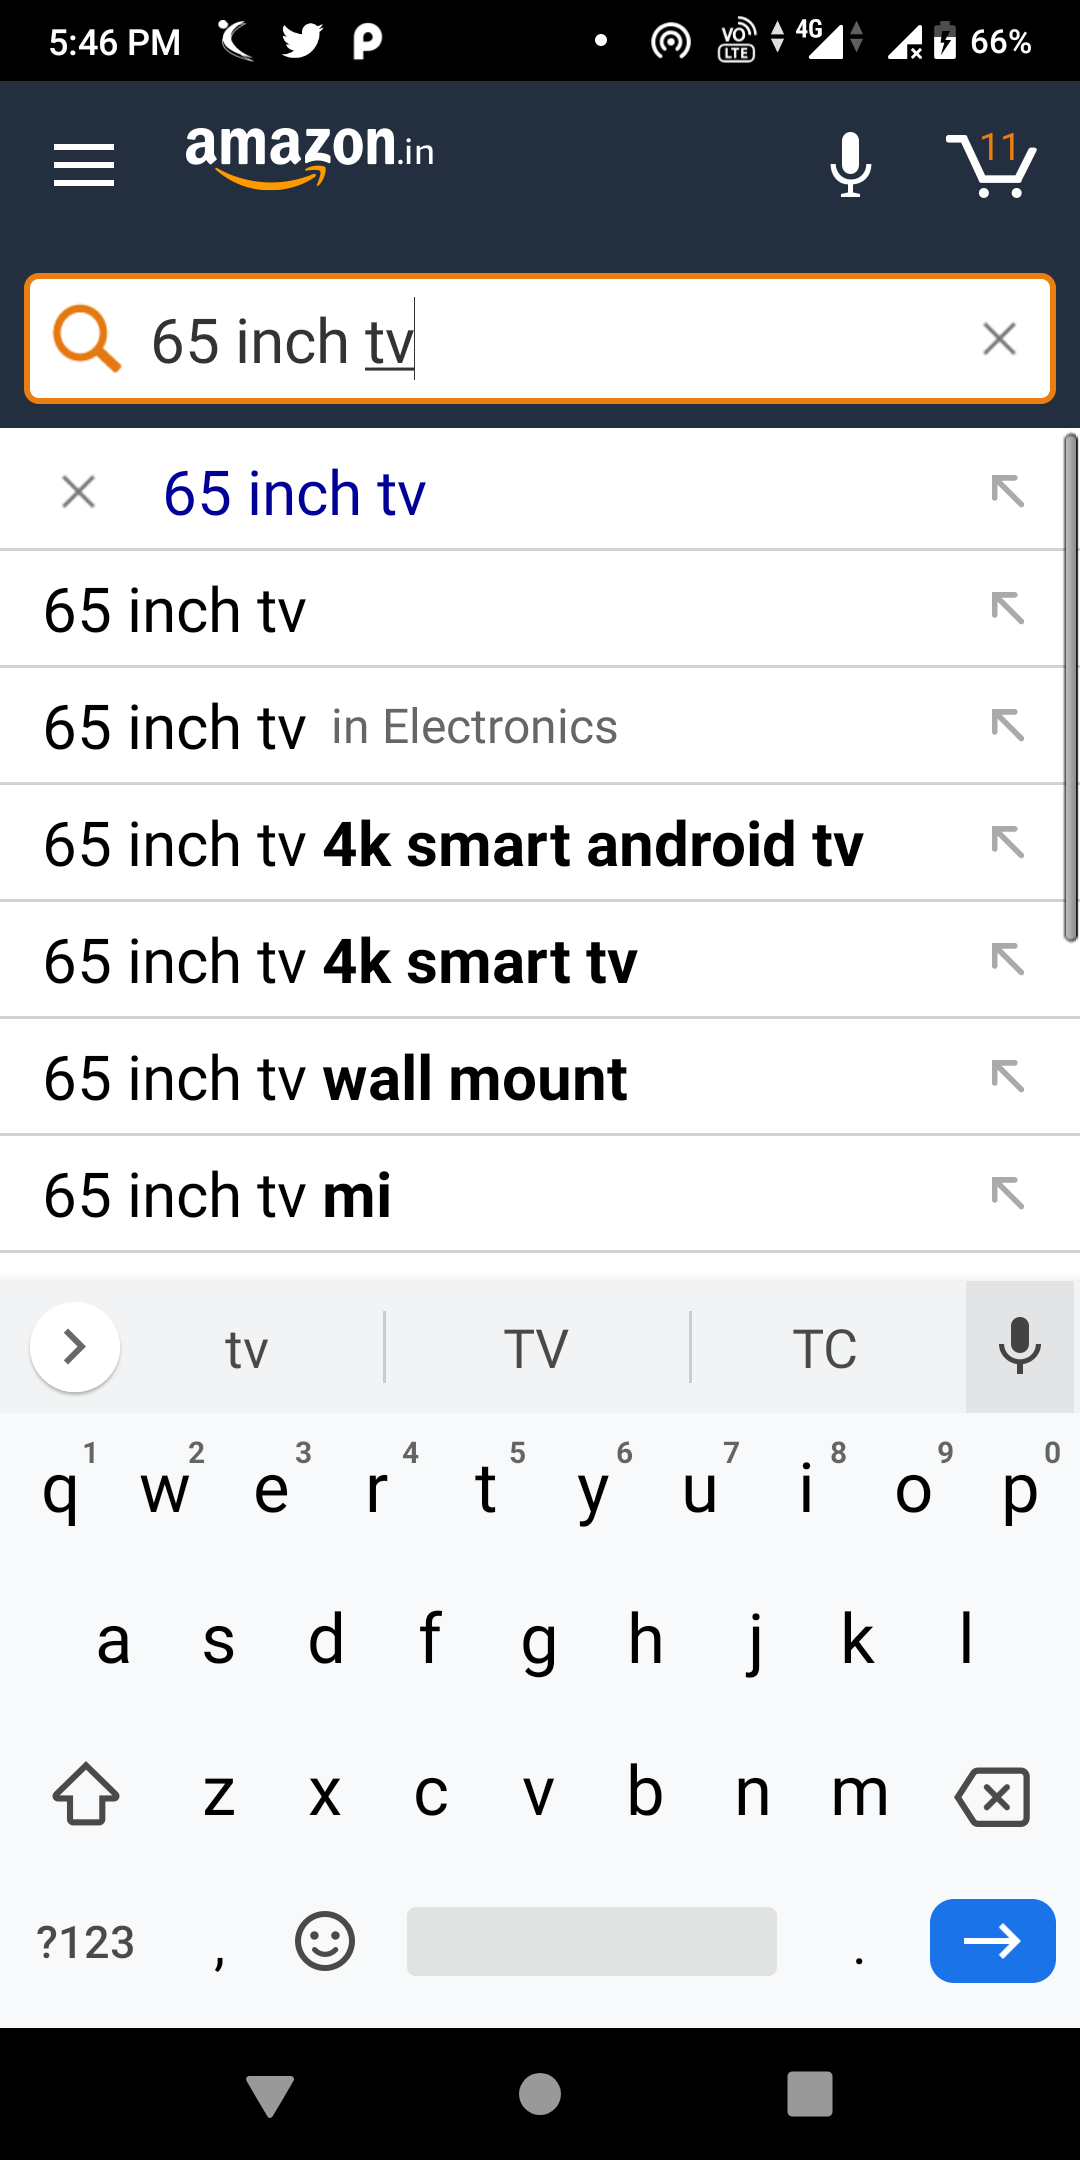 5:46 PM VO LTE 4G 66%
amazon.in
11
65 inch tv
65 inch tv
65 inch tv
65 inch tv in Electronics
65 inch tv 4k smart android tv
65 inch tv 4k smart tv
65 inch tv wall mount
65 inch tv mi
tv TV TC
1 2 3 4 5 6 7 8 9 0
q w e r t y u i o p
a s d f g h j k l
z x c v b n m
?123 , .